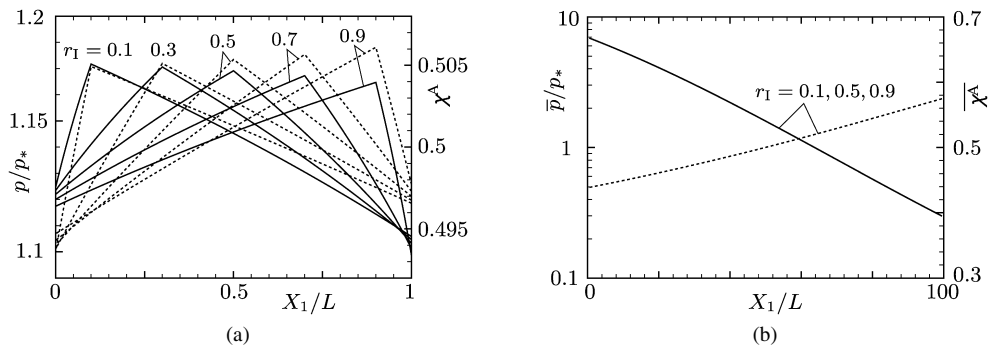 1.2
1.15
1.1
p/p*
r_I = 0.1
0.3
0.5
0.7
0.9
0.505
0.5
0.495
χ^A
0
0.5
1
X_1/L
(a)
10
1
0.1
p̅/p*
r_I = 0.1, 0.5, 0.9
0.7
0.5
0.3
χ̅^A
0
100
X_1/L
(b)